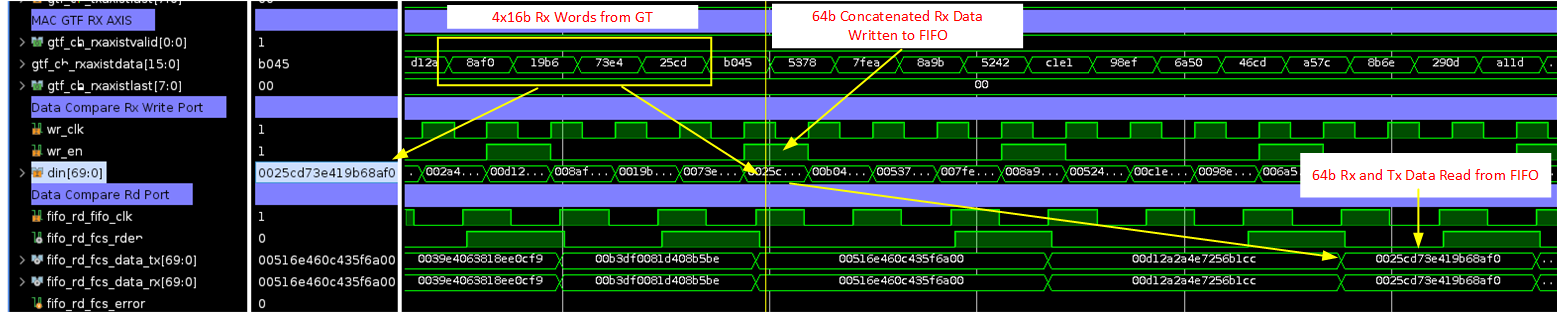 gtf_ch_rxaxistdata[7:0] 00
MAC GTF RX AXIS
4x16b Rx Words from GT
64b Concatenated Rx Data
Written to FIFO
gtf_ch_rxaxistvalid[0:0] 1
gtf_ch_rxaxistdata[15:0] b045 d12a 8af0 19b6 73e4 25cd b045 5378 7fea 8a9b 5242 c1e1 98ef 6a50 46cd a57c 8b6e 290d a11d ...
gtf_ch_rxaxistlast[7:0] 00 00
Data Compare Rx Write Port
wr_clk 1
wr_en 1
din[69:0] 0025cd73e419b68af0 002a4... 00d12... 008af... 0019b... 0073e... 0025c... 00b04... 00537... 007fe... 008a9... 00524... 00c1e... 0098e... 006a5...
64b Rx and Tx Data Read from FIFO
Data Compare Rd Port
fifo_rd_fifo_clk 1
fifo_rd_fcs_rden 0
fifo_rd_fcs_data_tx[69:0] 00516e460c435f6a00 0039e4063818ee0cf9 00b3df0081d408b5be 00516e460c435f6a00 00d12a2a4e7256b1cc 0025cd73e419b68af0 ...
fifo_rd_fcs_data_rx[69:0] 00516e460c435f6a00 0039e4063818ee0cf9 00b3df0081d408b5be 00516e460c435f6a00 00d12a2a4e7256b1cc 0025cd73e419b68af0 ...
fifo_rd_fcs_error 0